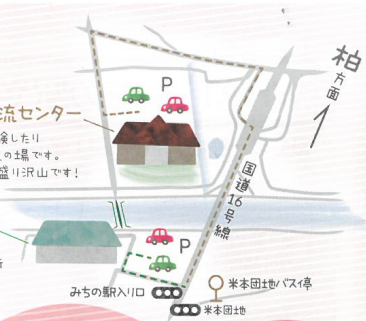 柏
方面
P
流センター
験したり
の場です。
盛り沢山です!
国道16号線
P
みちの駅入り口
米本団地バス停
米本団地